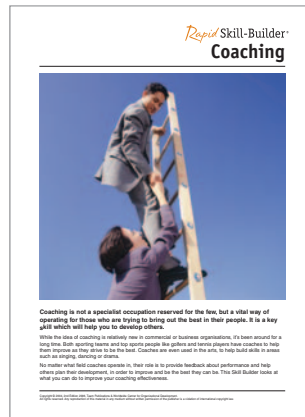 Rapid Skill-Builder
Coaching
Coaching is not a specialist occupation reserved for the few, but a vital way of
operating for those who are trying to bring out the best in their people. It is a key
skill which will help you to develop others.
While the idea of coaching is relatively new in commercial or business organisations, it's been around for a
long time. Both sporting teams and top sports people like golfers and tennis players have coaches to help
them improve as they strive to be the best. Coaches are even used in the arts, to help build skills in areas
such as singing, dancing or drama.
No matter what field coaches operate in, their role is to provide feedback about performance and help
others plan their development, in order to improve and be the best they can be. This Skill Builder looks at
what you can do to improve your coaching effectiveness.